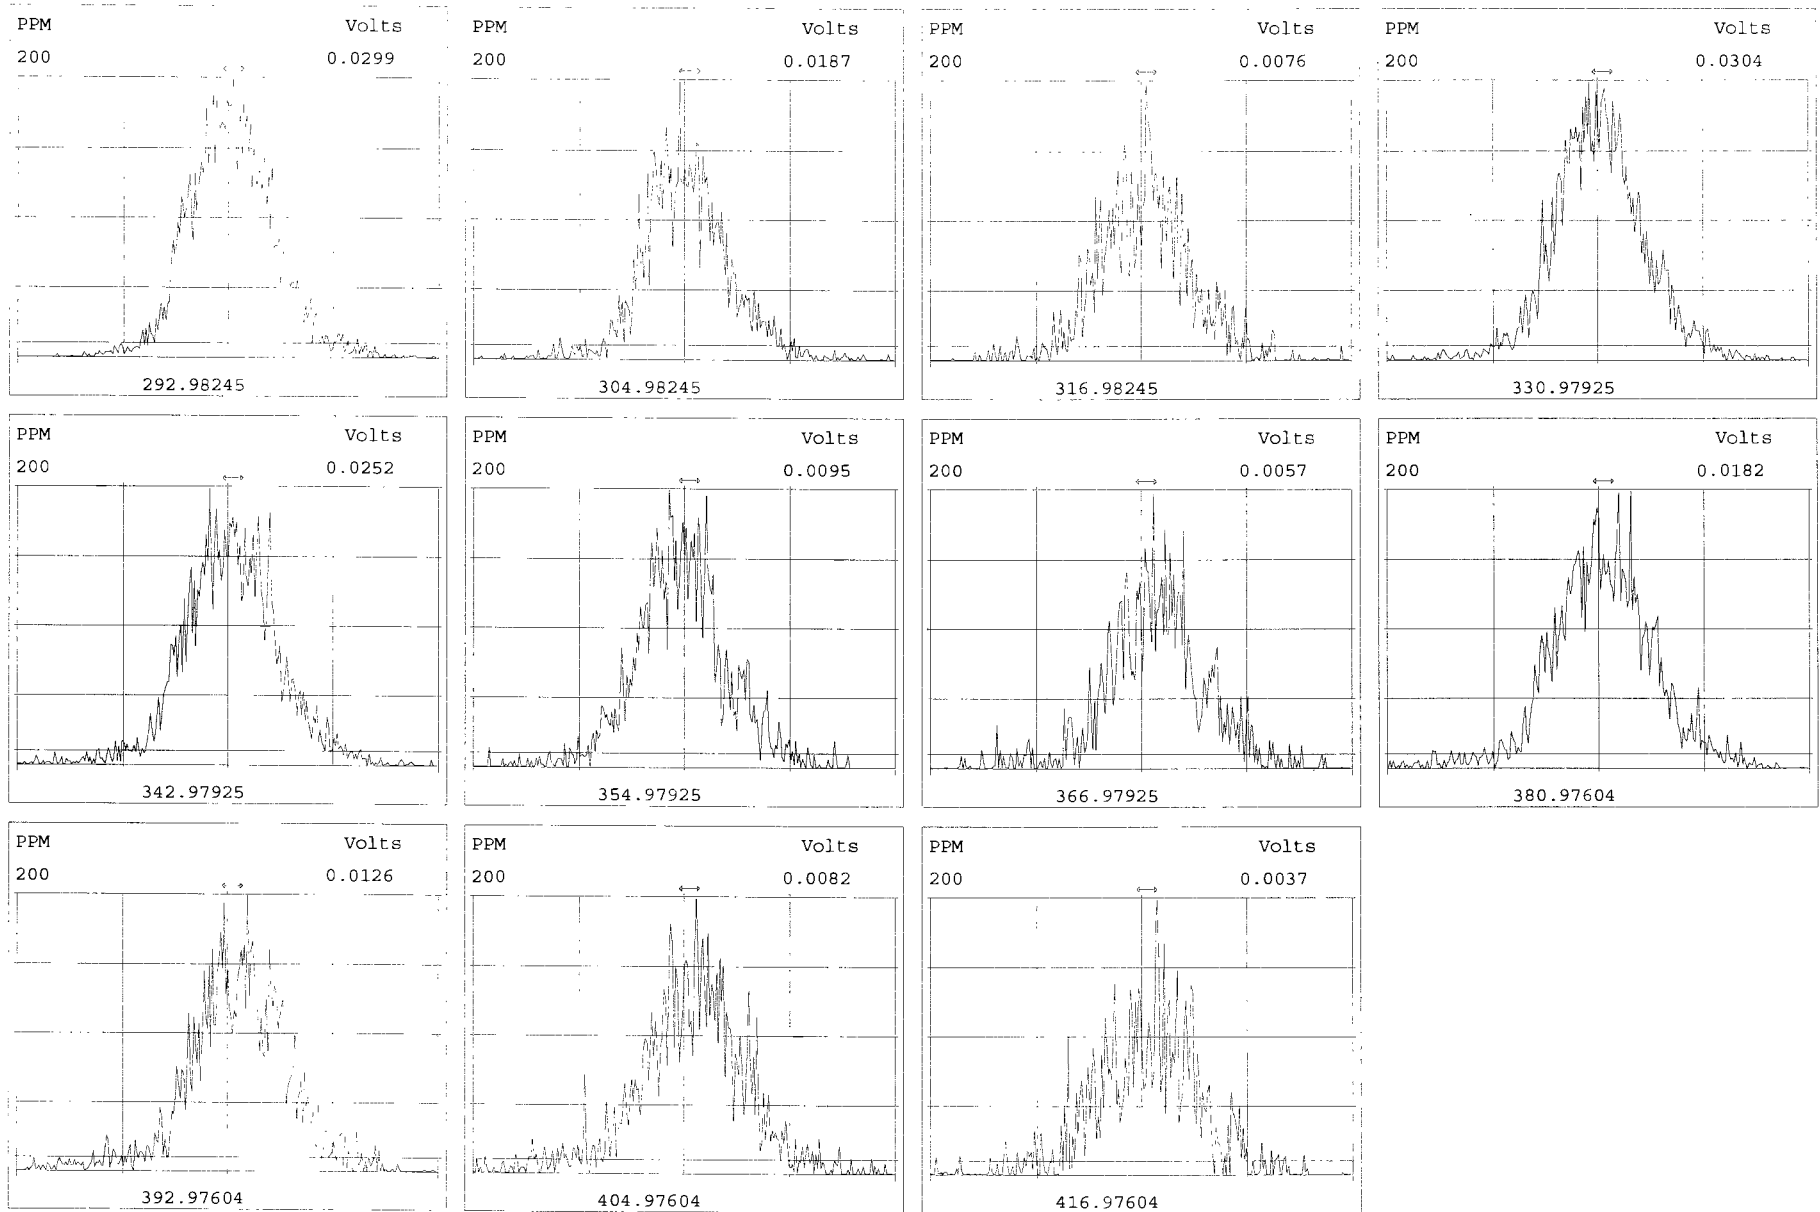 PPM Volts
200 0.0299
292.98245
PPM Volts
200 0.0187
304.98245
PPM Volts
200 0.0076
316.98245
PPM Volts
200 0.0304
330.97925
PPM Volts
200 0.0252
342.97925
PPM Volts
200 0.0095
354.97925
PPM Volts
200 0.0057
366.97925
PPM Volts
200 0.0182
380.97604
PPM Volts
200 0.0126
392.97604
PPM Volts
200 0.0082
404.97604
PPM Volts
200 0.0037
416.97604